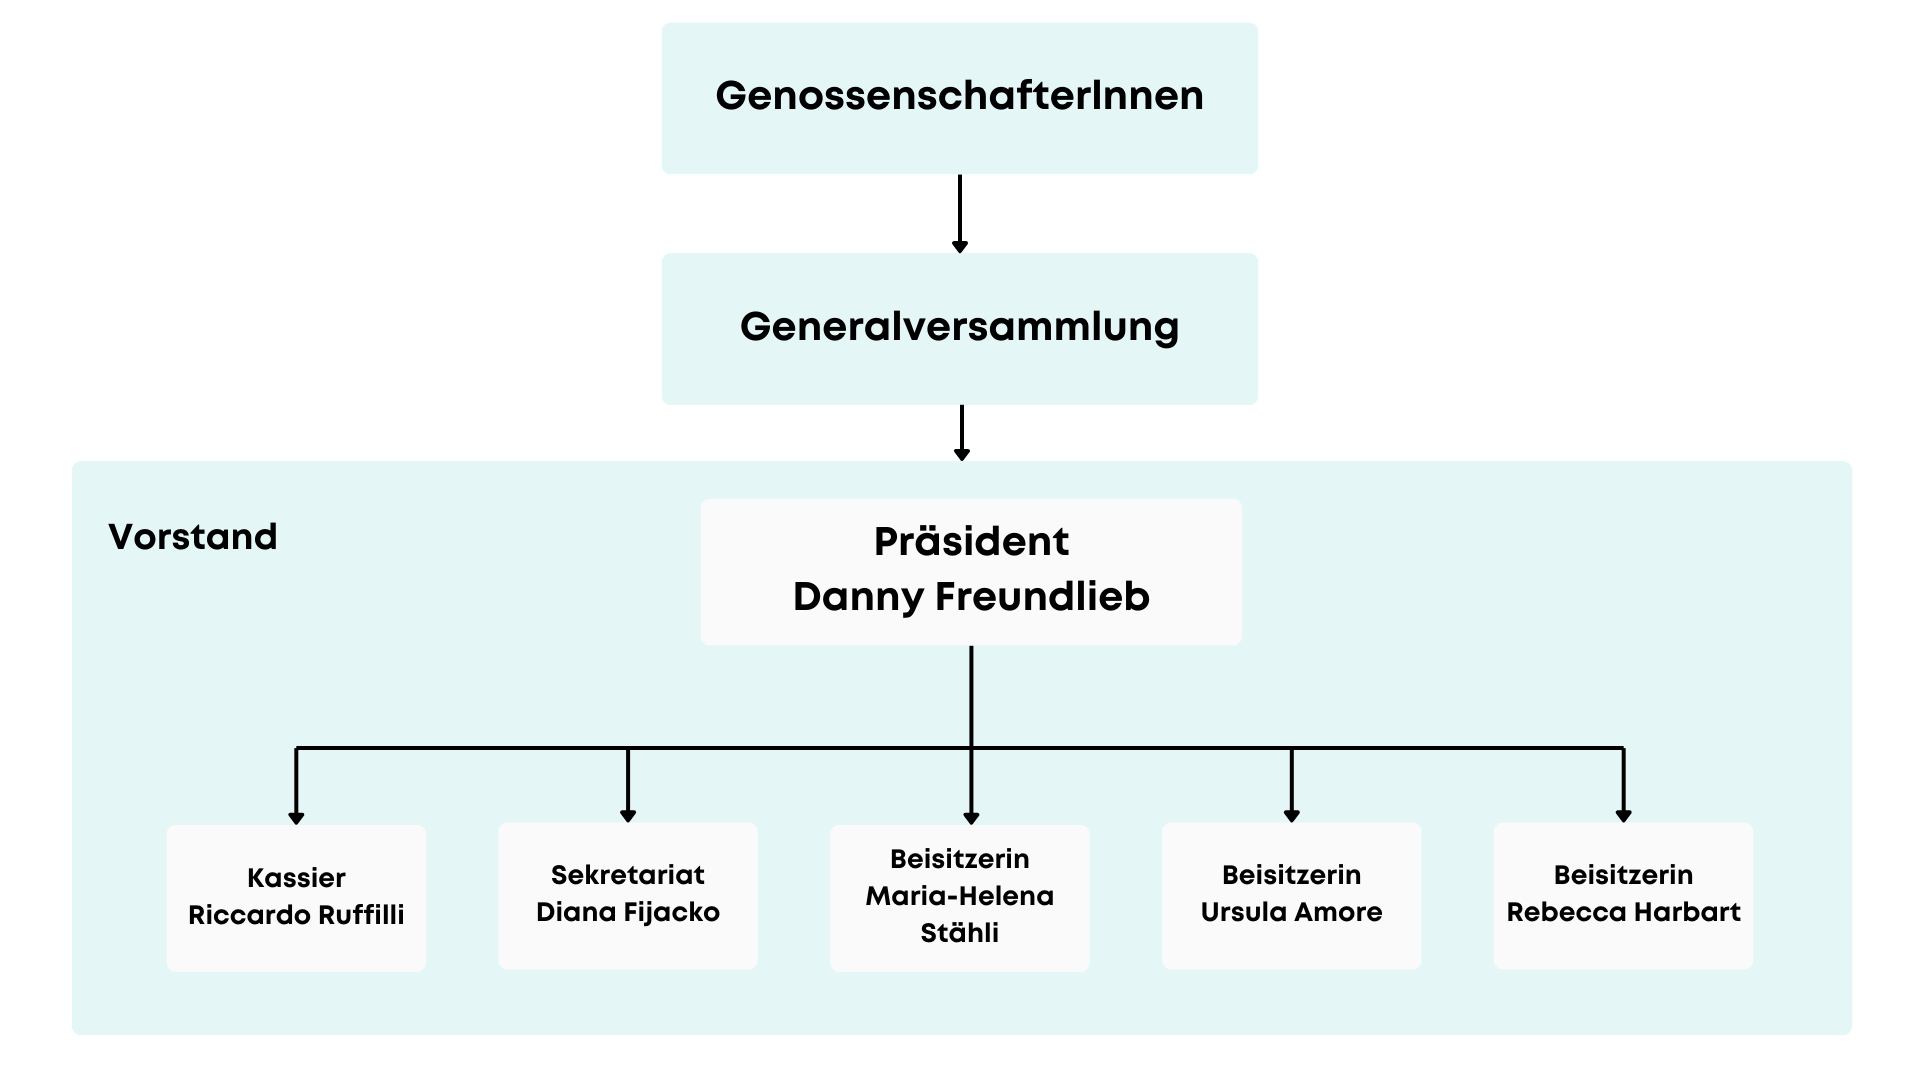 GenossenschafterInnen
Generalversammlung
Vorstand
Präsident
Danny Freundlieb
Kassier
Riccardo Ruffilli
Sekretariat
Diana Fijacko
Beisitzerin
Maria-Helena
Stähli
Beisitzerin
Ursula Amore
Beisitzerin
Rebecca Harbart